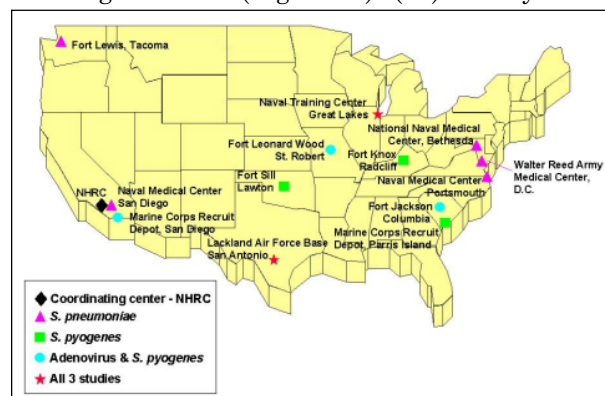 Fort Lewis, Tacoma
Naval Training Center
Great Lakes
National Naval Medical
Center, Bethesda
Fort Leonard Wood
St. Robert
Fort Knox
Radcliff
Walter Reed Army
Medical Center,
D.C.
Fort Sill
Lawton
Naval Medical Center
Portsmouth
NHRC
Naval Medical Center
San Diego
Fort Jackson
Columbia
Marine Corps Recruit
Depot, San Diego
Marine Corps Recruit
Depot, Parris Island
Lackland Air Force Base
San Antonio
Coordinating center - NHRC
S. pneumoniae
S. pyogenes
Adenovirus & S. pyogenes
All 3 studies